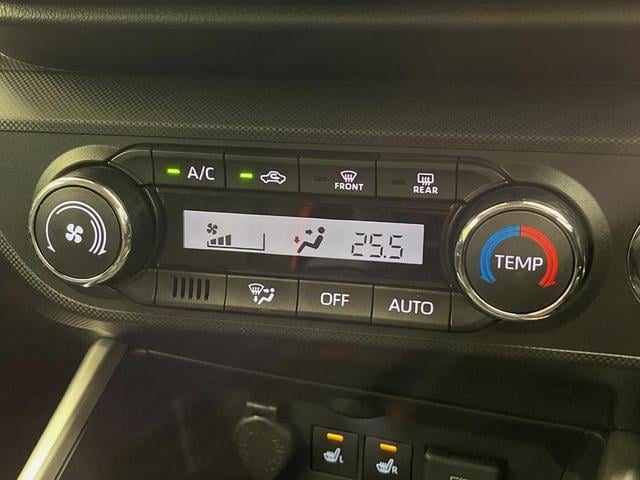 A/C
FRONT
REAR
25.5
TEMP
OFF
AUTO
L
R